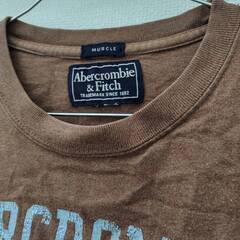 MUSCLE
Abercrombie
& Fitch
TRADEMARK SINCE 1892